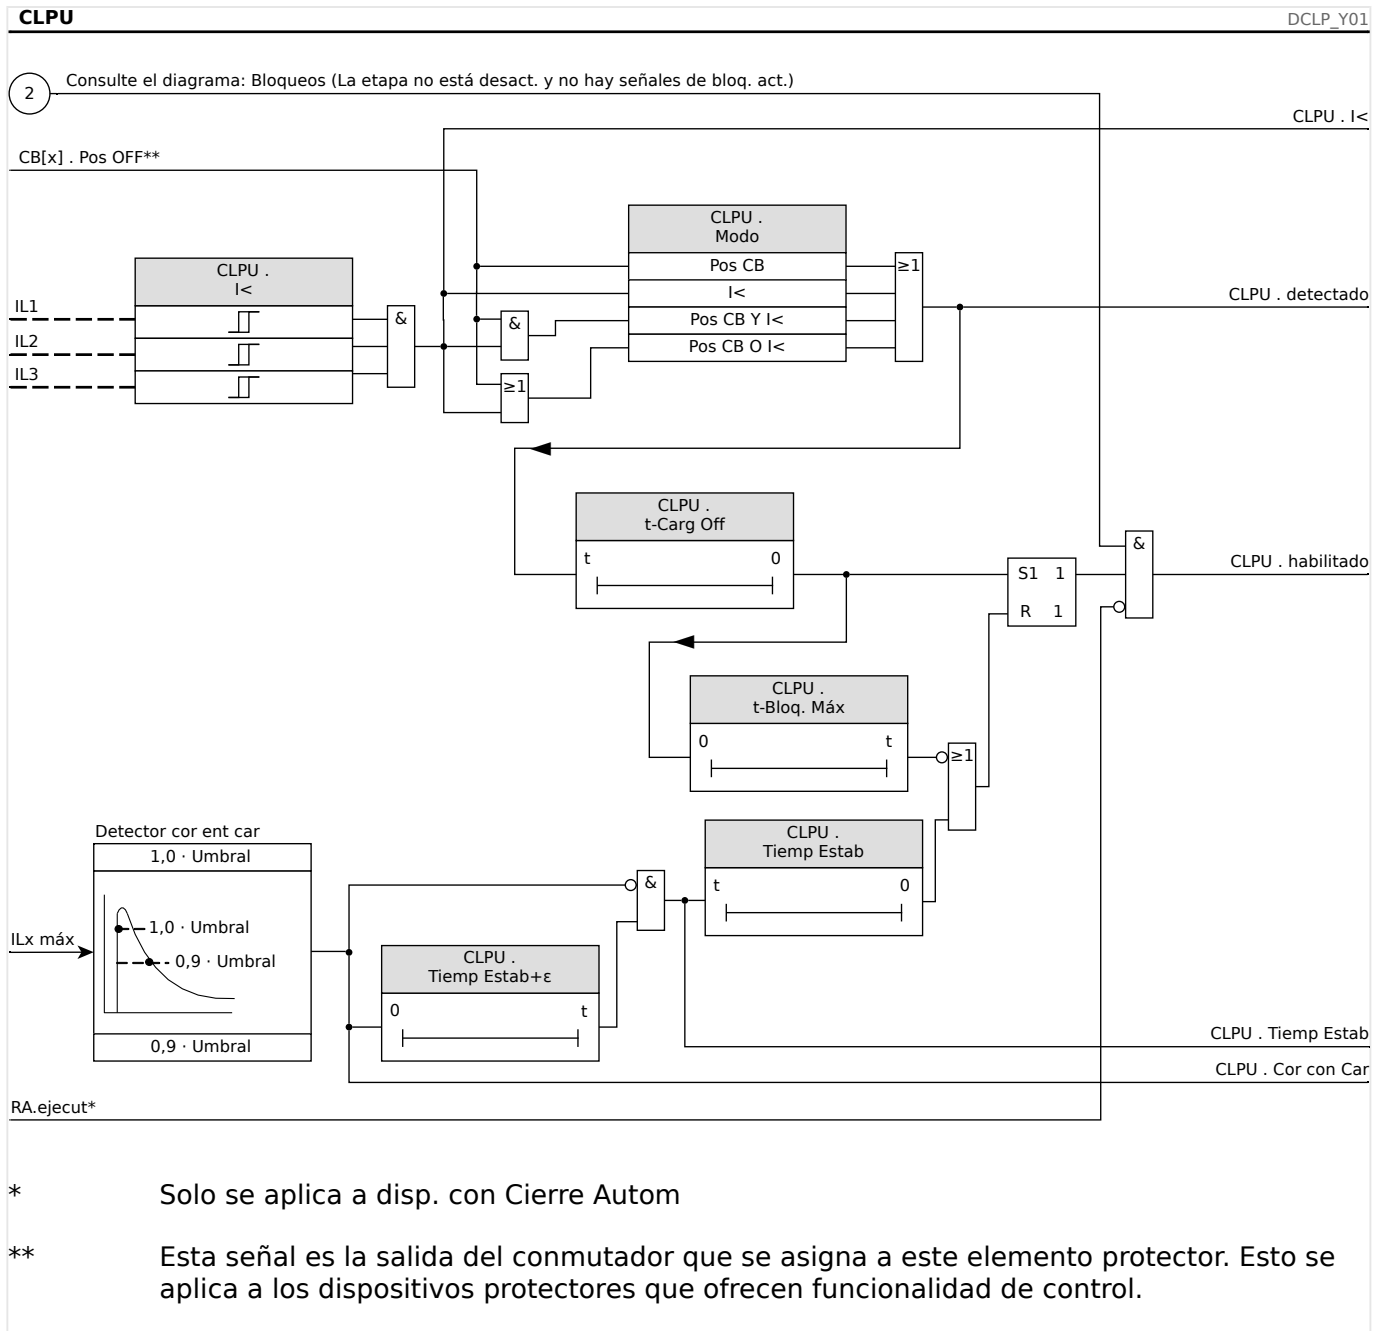 CLPU
DCLP_Y01
2
Consulte el diagrama: Bloqueos (La etapa no está desact. y no hay señales de bloq. act.)
CLPU . I<
CB[x] . Pos OFF**
CLPU .
Modo
Pos CB
I<
Pos CB Y I<
Pos CB O I<
≥1
CLPU .
I<
IL1
IL2
IL3
&
&
≥1
CLPU . detectado
CLPU .
t-Carg Off
t
0
S1 1
R 1
&
CLPU . habilitado
CLPU .
t-Bloq. Máx
0
t
≥1
Detector cor ent car
1,0 · Umbral
1,0 · Umbral
0,9 · Umbral
0,9 · Umbral
ILx máx
&
CLPU .
Tiemp Estab
t
0
CLPU .
Tiemp Estab+ε
0
t
CLPU . Tiemp Estab
CLPU . Cor con Car
RA.ejecut*
* Solo se aplica a disp. con Cierre Autom
** Esta señal es la salida del conmutador que se asigna a este elemento protector. Esto se
aplica a los dispositivos protectores que ofrecen funcionalidad de control.